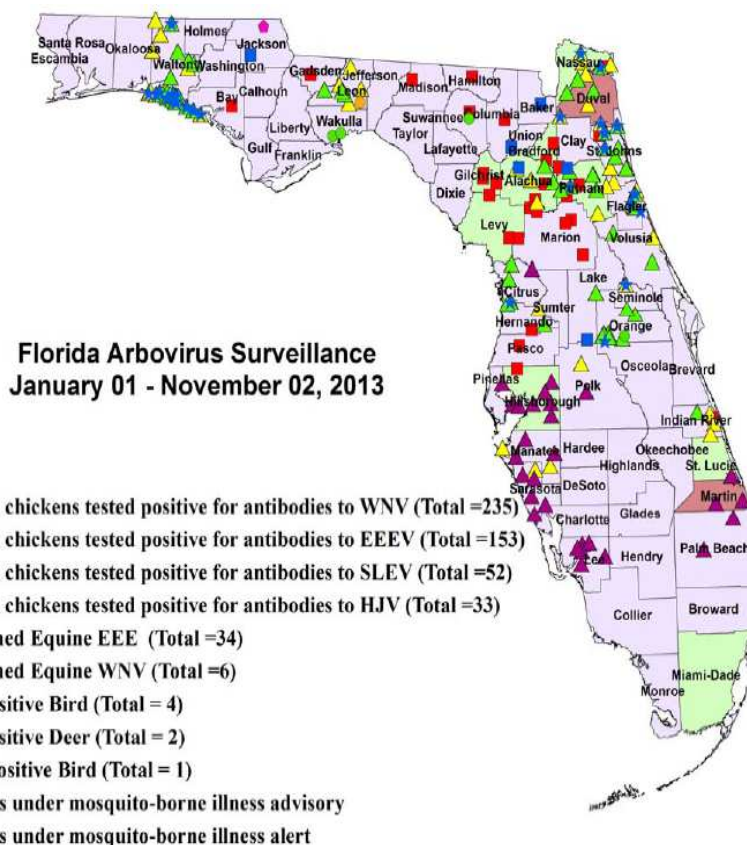 Holmes
Santa Rosa
Okaloosa
Jackson
Escambia
Walton
Washington
Nassau
Gadsden
Jefferson
Hamilton
Madison
Duval
Bay
Calhoun
Leon
Baker
Columbia
Suwannee
Wakulla
Liberty
Taylor
Union
Clay
Bradford
St. Johns
Gulf
Franklin
Lafayette
Gilchrist
Alachua
Putnam
Dixie
Flagler
Levy
Marion
Volusia
Lake
Citrus
Sumter
Seminole
Hernando
Orange
Florida Arbovirus Surveillance
January 01 - November 02, 2013
Pasco
Osceola
Brevard
Pinellas
Polk
Hillsborough
Indian River
Manatee
Hardee
Okeechobee
Highlands
St. Lucie
Sarasota
DeSoto
Martin
chickens tested positive for antibodies to WNV (Total =235)
Charlotte
Glades
chickens tested positive for antibodies to EEEV (Total =153)
Lee
Hendry
Palm Beach
chickens tested positive for antibodies to SLEV (Total =52)
chickens tested positive for antibodies to HJV (Total =33)
Collier
Broward
ned Equine EEE (Total =34)
ned Equine WNV (Total =6)
Miami-Dade
Monroe
sitive Bird (Total = 4)
sitive Deer (Total = 2)
ositive Bird (Total = 1)
s under mosquito-borne illness advisory
s under mosquito-borne illness alert